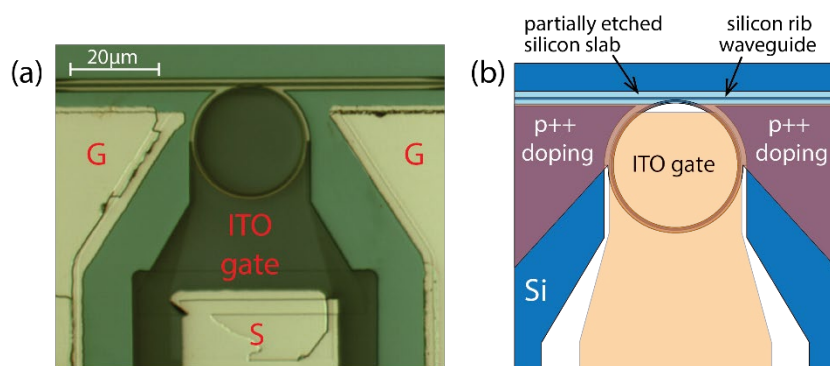 (a)
20μm
G
G
ITO
gate
S
(b)
partially etched
silicon slab
silicon rib
waveguide
p++
doping
ITO gate
p++
doping
Si